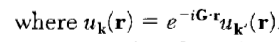 where u_𝐤(𝐫) = e^{-i𝐆·𝐫}u_{𝐤′}(𝐫).